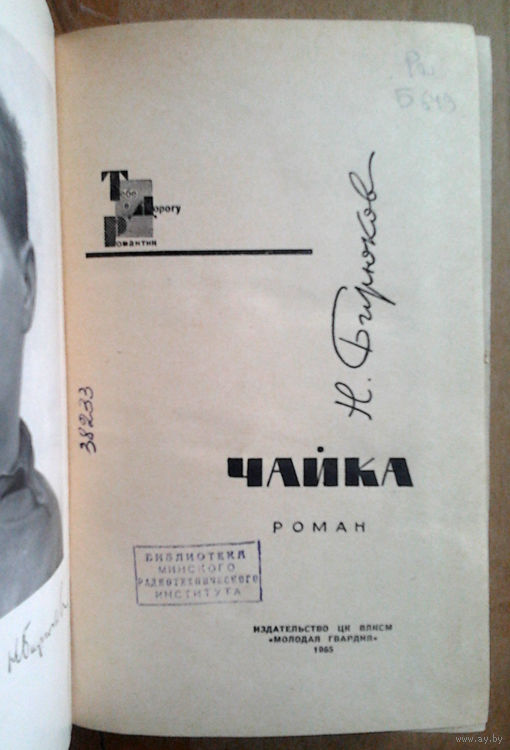 Б 649
Тебе
в дорогу
Романтик
Н. Бирюков
38233
ЧАЙКА
РОМАН
БИБЛИОТЕКА
МИНСКОГО
РАДИОТЕХНИЧЕСКОГО
ИНСТИТУТА
ИЗДАТЕЛЬСТВО ЦК ВЛКСМ
«МОЛОДАЯ ГВАРДИЯ»
1965
Н Бирюков
www.ay.by